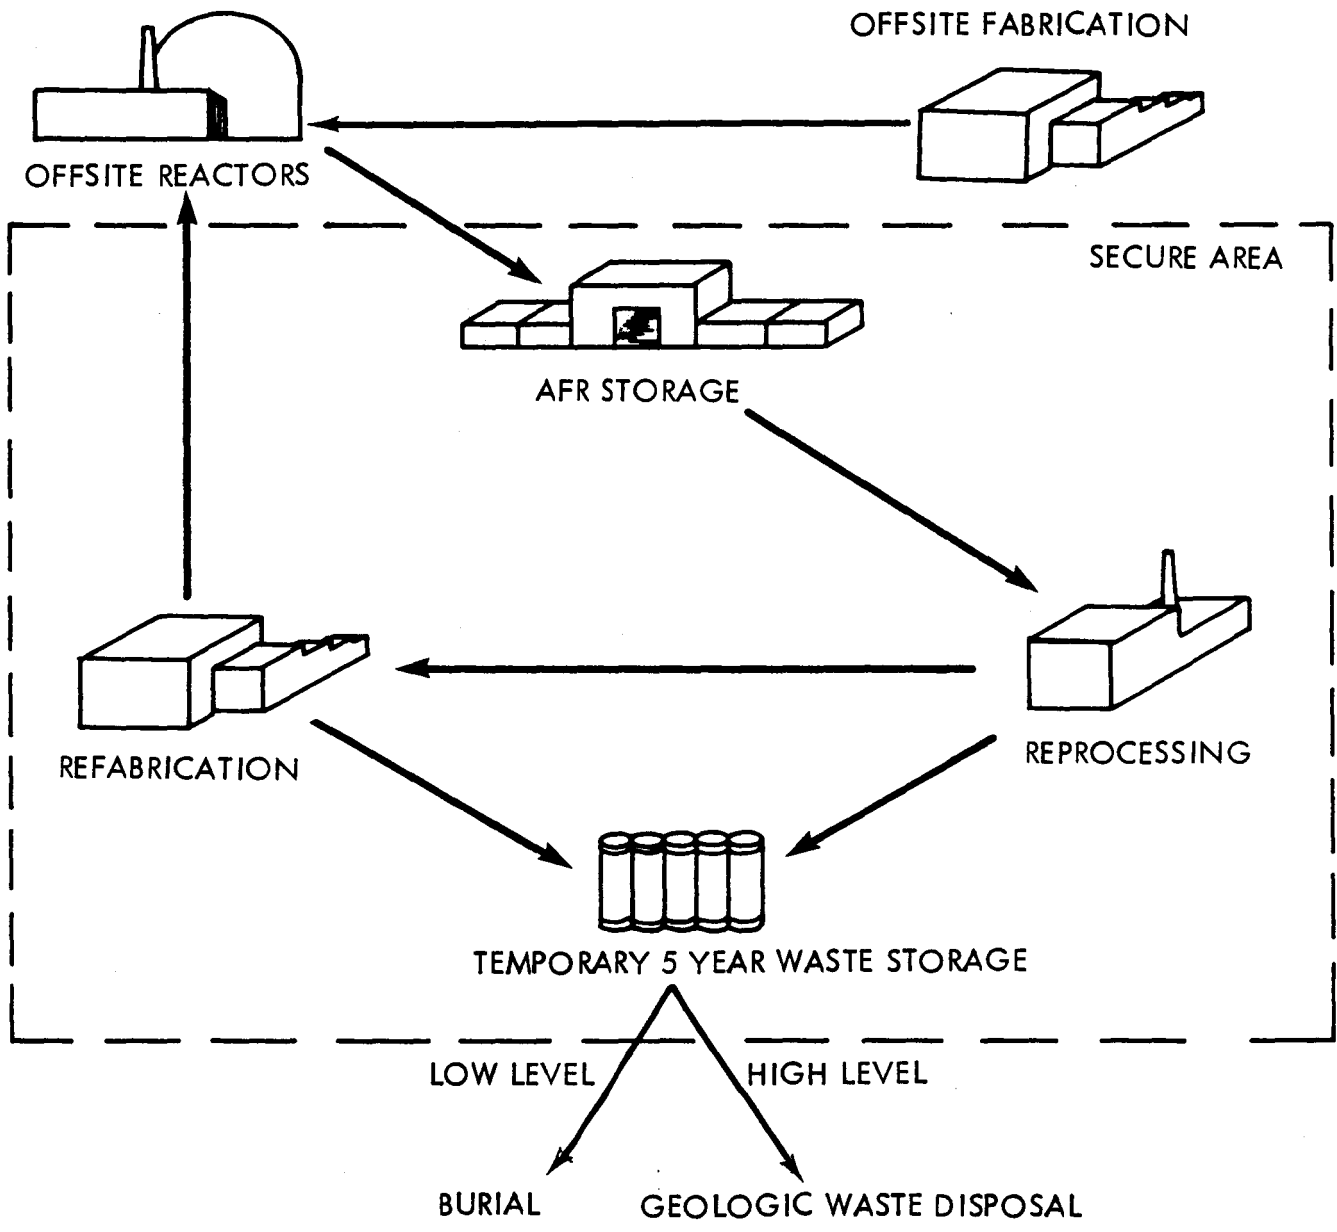 OFFSITE FABRICATION
OFFSITE REACTORS
SECURE AREA
AFR STORAGE
REFABRICATION
REPROCESSING
TEMPORARY 5 YEAR WASTE STORAGE
LOW LEVEL
HIGH LEVEL
BURIAL
GEOLOGIC WASTE DISPOSAL